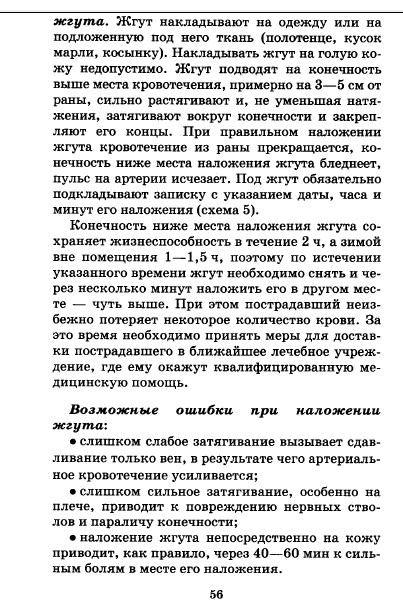 жгута. Жгут накладывают на одежду или на
подложенную под него ткань (полотенце, кусок
марли, косынку). Накладывать жгут на голую ко-
жу недопустимо. Жгут подводят на конечность
выше места кровотечения, примерно на 3—5 см от
раны, сильно растягивают и, не уменьшая натя-
жения, затягивают вокруг конечности и закреп-
ляют его концы. При правильном наложении
жгута кровотечение из раны прекращается, ко-
нечность ниже места наложения жгута бледнеет,
пульс на артерии исчезает. Под жгут обязательно
подкладывают записку с указанием даты, часа и
минут его наложения (схема 5).
Конечность ниже места наложения жгута со-
храняет жизнеспособность в течение 2 ч, а зимой
вне помещения 1—1,5 ч, поэтому по истечении
указанного времени жгут необходимо снять и че-
рез несколько минут наложить его в другом мес-
те — чуть выше. При этом пострадавший неиз-
бежно потеряет некоторое количество крови. За
это время необходимо принять меры для достав-
ки пострадавшего в ближайшее лечебное учреж-
дение, где ему окажут квалифицированную ме-
дицинскую помощь.
Возможные ошибки при наложении
жгута:
• слишком слабое затягивание вызывает сдав-
ливание только вен, в результате чего артериаль-
ное кровотечение усиливается;
• слишком сильное затягивание, особенно на
плече, приводит к повреждению нервных ство-
лов и параличу конечности;
• наложение жгута непосредственно на кожу
приводит, как правило, через 40—60 мин к силь-
ным болям в месте его наложения.
56